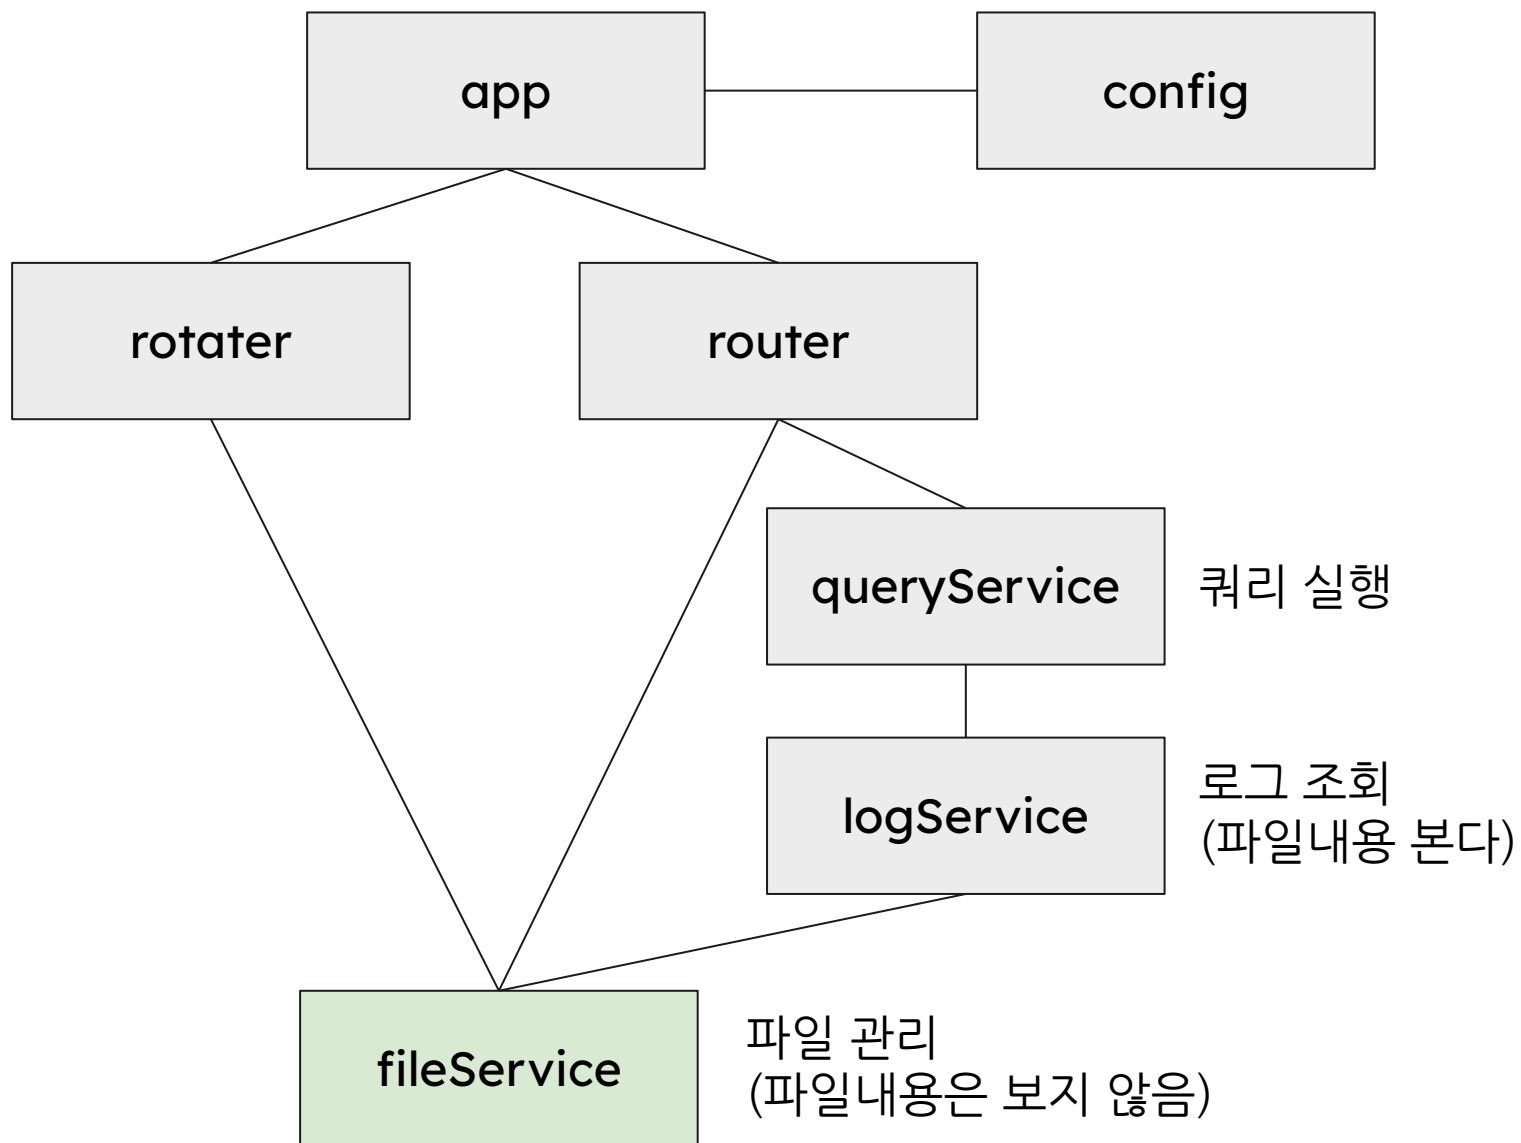 app
config
rotater
router
queryService
쿼리 실행
logService
로그 조회
(파일내용 본다)
fileService
파일 관리
(파일내용은 보지 않음)